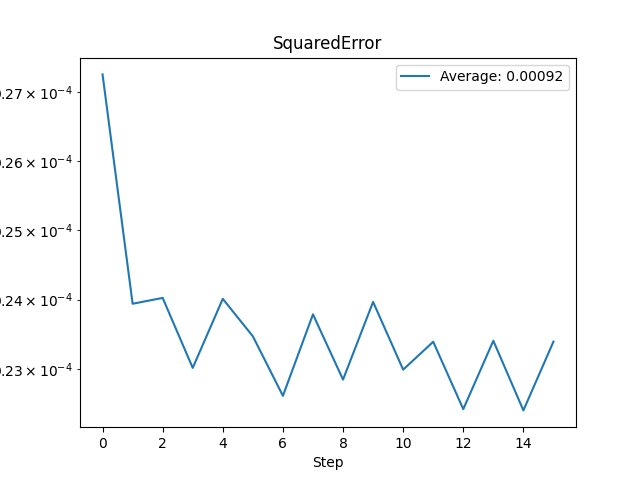 SquaredError
Average: 0.00092
.27 × 10⁻⁴
.26 × 10⁻⁴
.25 × 10⁻⁴
.24 × 10⁻⁴
.23 × 10⁻⁴
0 2 4 6 8 10 12 14
Step